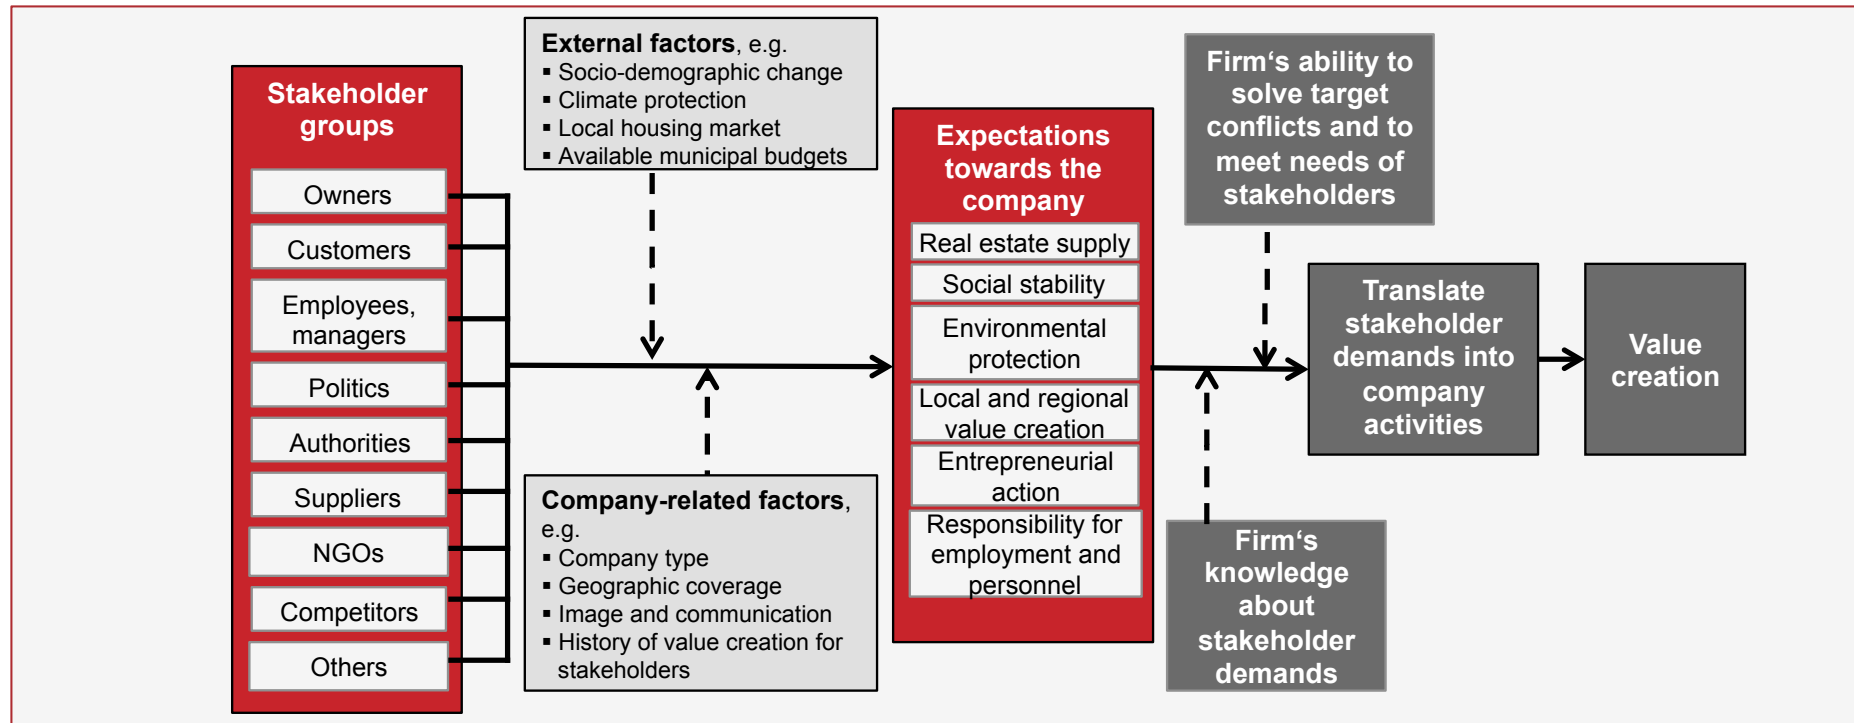 Stakeholder
groups
Owners
Customers
Employees,
managers
Politics
Authorities
Suppliers
NGOs
Competitors
Others
External factors, e.g.
▪ Socio-demographic change
▪ Climate protection
▪ Local housing market
▪ Available municipal budgets
Company-related factors,
e.g.
▪ Company type
▪ Geographic coverage
▪ Image and communication
▪ History of value creation for
stakeholders
Expectations
towards the
company
Real estate supply
Social stability
Environmental
protection
Local and regional
value creation
Entrepreneurial
action
Responsibility for
employment and
personnel
Firm‘s ability to
solve target
conflicts and to
meet needs of
stakeholders
Firm‘s
knowledge
about
stakeholder
demands
Translate
stakeholder
demands into
company
activities
Value
creation